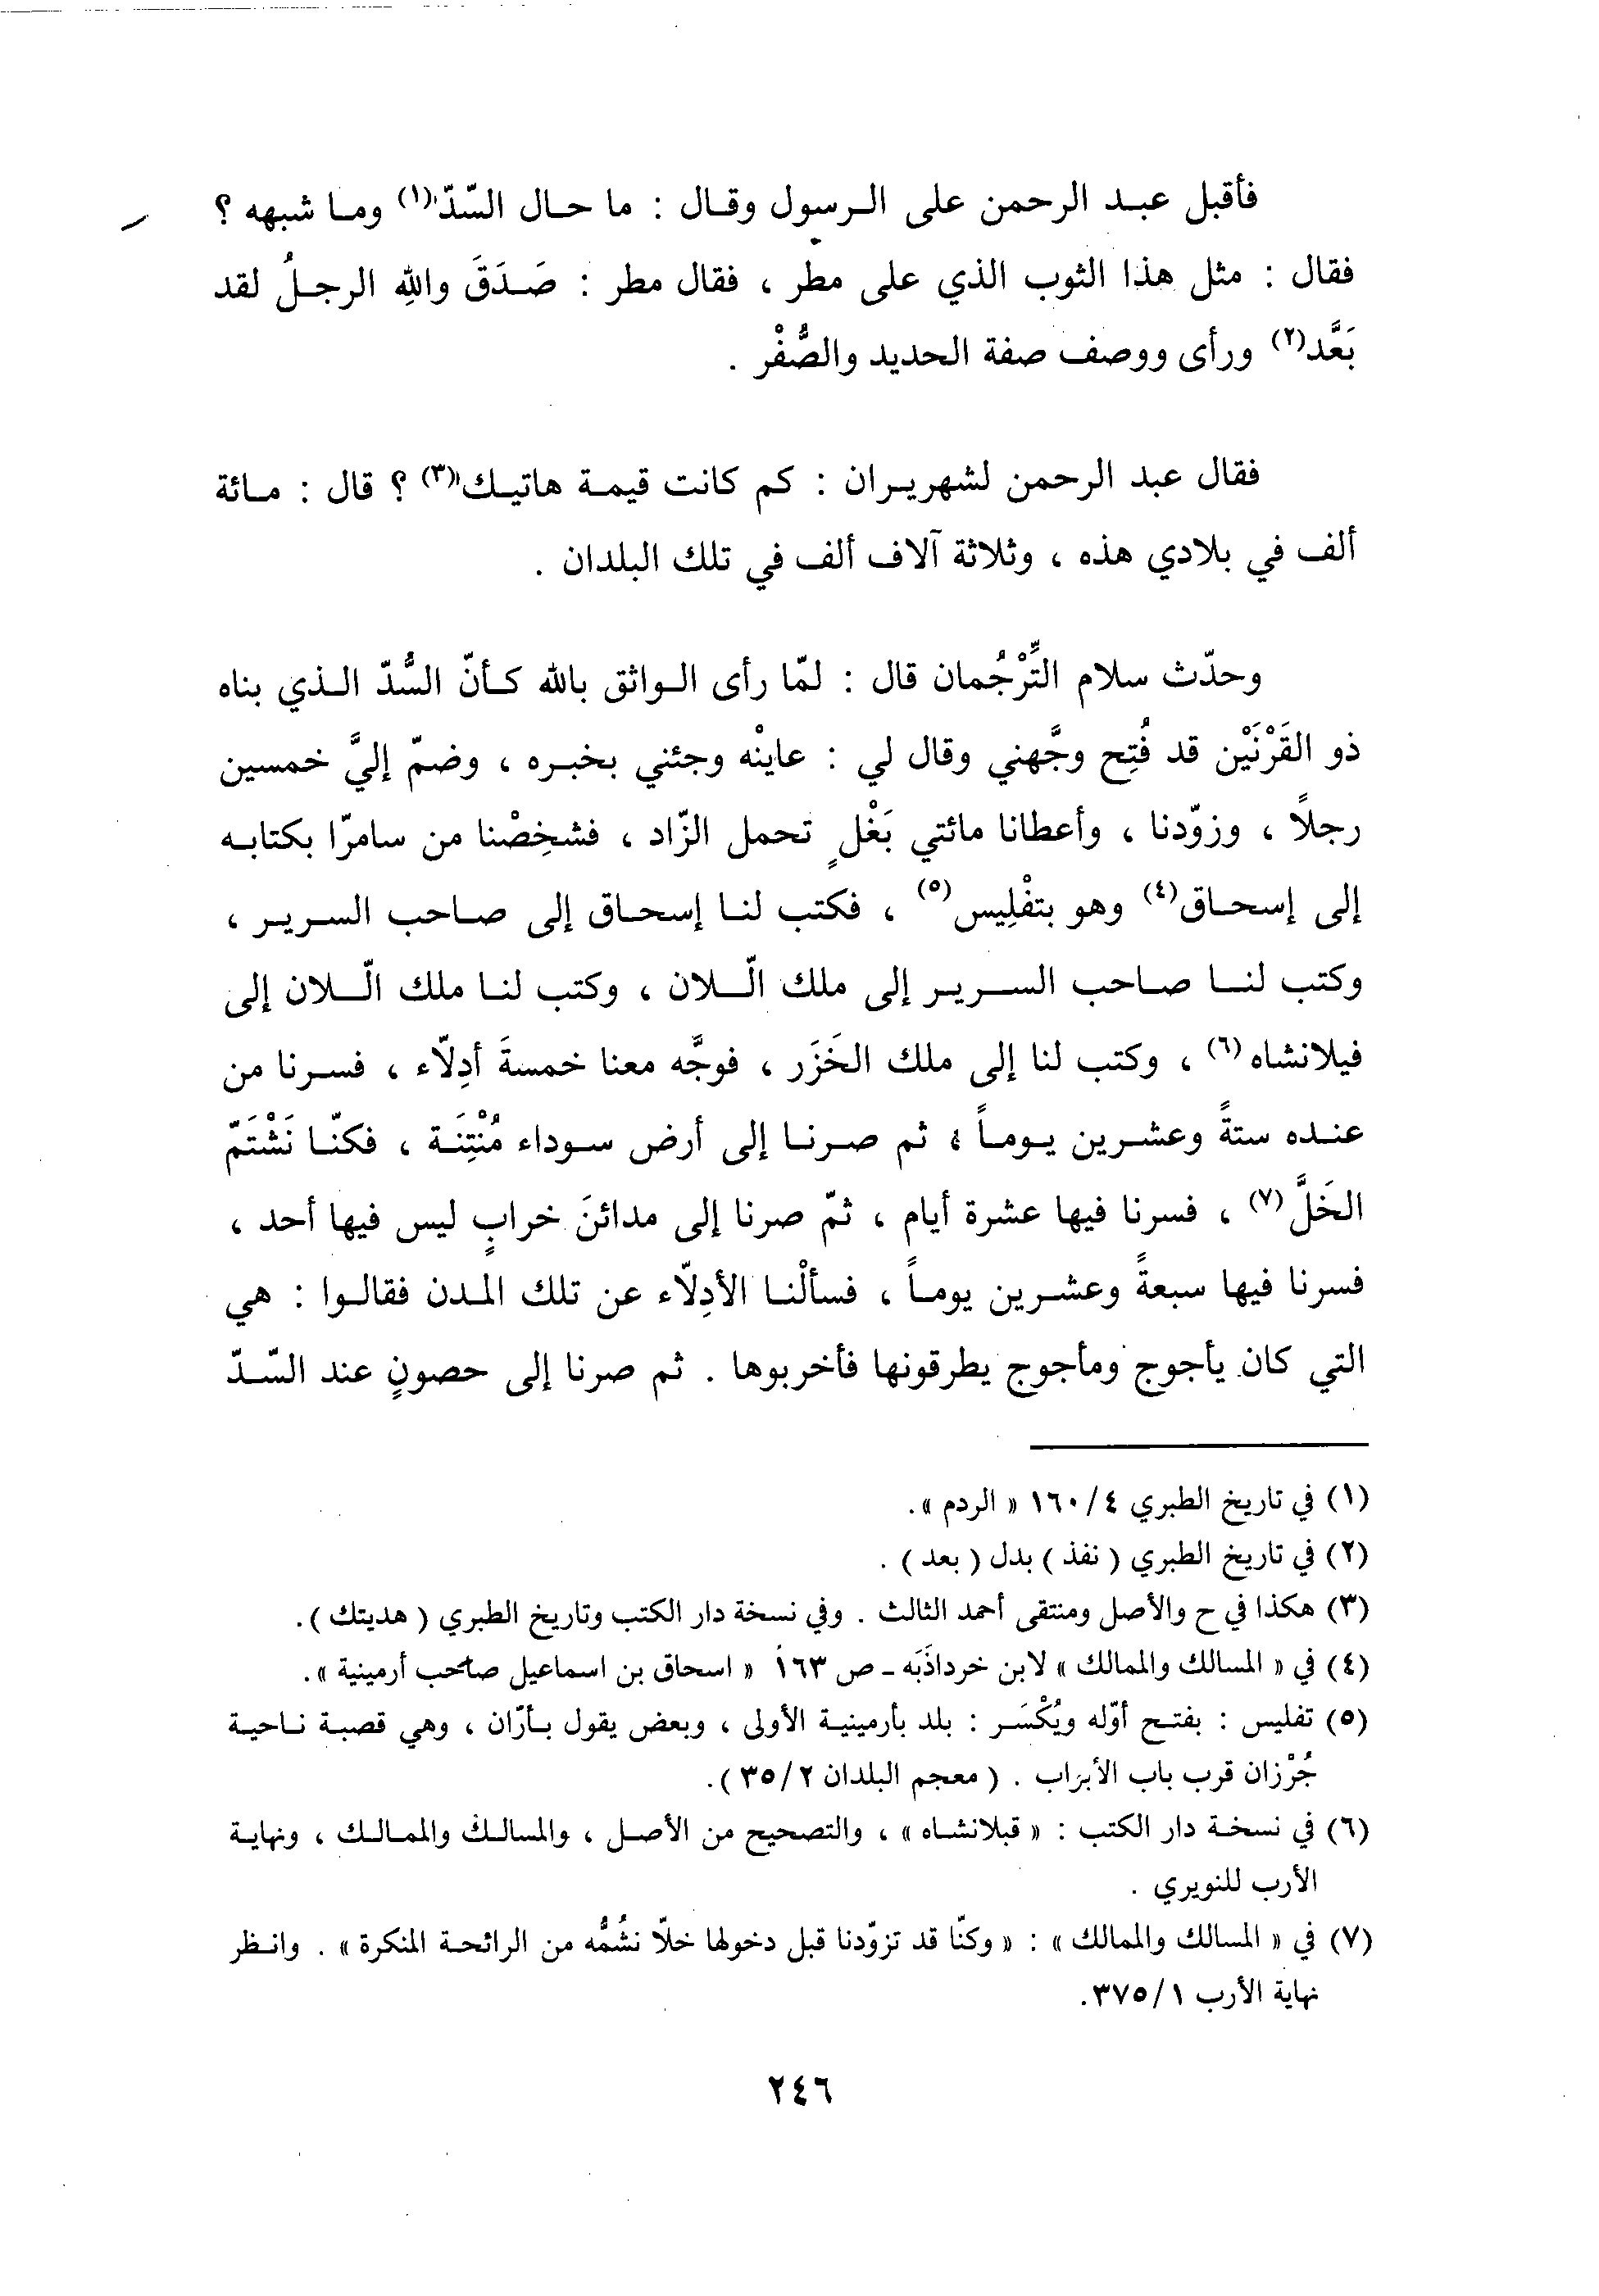 فأقبل عبد الرحمن على الرسول وقال : ما حال السّدّ(١) وما شبهه ؟
فقال : مثل هذا الثوب الذي على مطر ، فقال مطر : صَدَقَ واللهِ الرجلُ لقد
بَعَّد(٢) ورأى ووصف صفة الحديد والصُّفْر .
فقال عبد الرحمن لشهريران : كم كانت قيمة هاتيك(٣) ؟ قال : مائة
ألف في بلادي هذه ، وثلاثة آلاف ألف في تلك البلدان .
وحدّث سلام التِّرْجُمان قال : لمّا رأى الواثق بالله كأنّ السُّدّ الذي بناه
ذو القَرْنَيْن قد فُتِح وجَّهني وقال لي : عاينْه وجئني بخبره ، وضمّ إليَّ خمسين
رجلاً ، وزوّدنا ، وأعطانا مائتي بَغْلٍ تحمل الزّاد ، فشخِصْنا من سامرّا بكتابه
إلى إسحاق(٤) وهو بتفْلِيس(٥) ، فكتب لنا إسحاق إلى صاحب السرير ،
وكتب لنا صاحب السرير إلى ملك الّلان ، وكتب لنا ملك الّلان إلى
فيلانشاه(٦) ، وكتب لنا إلى ملك الخَزَر ، فوجَّه معنا خمسةَ أدِلّاء ، فسرنا من
عنده ستةً وعشرين يوماً ، ثم صرنا إلى أرض سوداء مُنْتِنَة ، فكنّا نَشْتَمّ
الخَلَّ(٧) ، فسرنا فيها عشرة أيام ، ثمّ صرنا إلى مدائنَ خرابٍ ليس فيها أحد ،
فسرنا فيها سبعةً وعشرين يوماً ، فسألْنا الأدِلّاء عن تلك المدن فقالوا : هي
التي كان يأجوج ومأجوج يطرقونها فأخربوها . ثم صرنا إلى حصونٍ عند السّدّ
(١) في تاريخ الطبري ٤/ ١٦٠ « الردم ».
(٢) في تاريخ الطبري ( نفذ ) بدل ( بعد ) .
(٣) هكذا في ح والأصل ومنتقى أحمد الثالث . وفي نسخة دار الكتب وتاريخ الطبري ( هديتك ).
(٤) في « المسالك والممالك » لابن خرداذَبَه - ص ١٦٣ « اسحاق بن اسماعيل صاحب أرمينية ».
(٥) تفليس : بفتح أوّله ويُكْسَر : بلد بأرمينية الأولى ، وبعض يقول بأرّان ، وهي قصبة ناحية
جُرْزان قرب باب الأبواب . ( معجم البلدان ٢/ ٣٥ ).
(٦) في نسخة دار الكتب : « قبلانشاه » ، والتصحيح من الأصل ، والمسالك والممالك ، ونهاية
الأرب للنويري .
(٧) في « المسالك والممالك » : « وكنّا قد تزوّدنا قبل دخولها خلّا نشُمُّه من الرائحة المنكرة » . وانظر
نهاية الأرب ١/ ٣٧٥.
٢٤٦